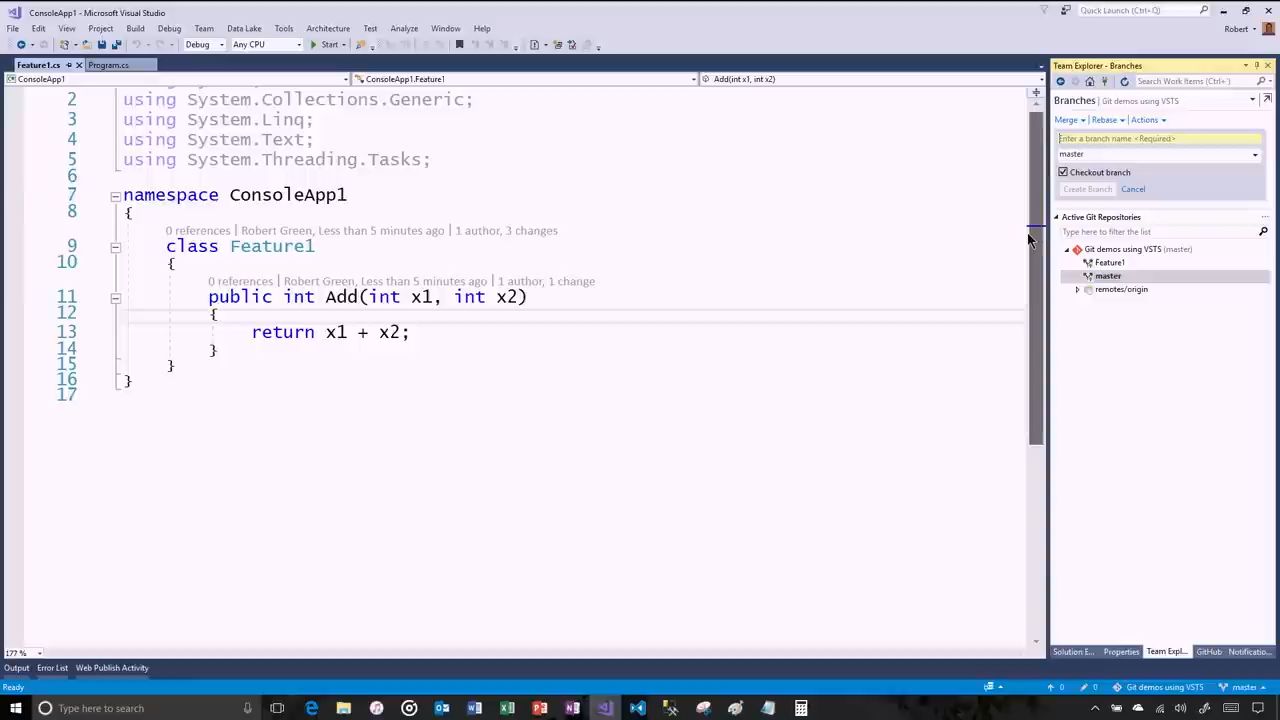 ConsoleApp1 - Microsoft Visual Studio
Quick Launch (Ctrl+Q)
File Edit View Project Build Debug Team Data Lake Tools Architecture Test Analyze Window Help
Robert
Debug Any CPU Start
Feature1.cs Program.cs
ConsoleApp1 ConsoleApp1.Feature1 Add(int x1, int x2)
2 using System.Collections.Generic;
3 using System.Linq;
4 using System.Text;
5 using System.Threading.Tasks;
6
7 namespace ConsoleApp1
8 {
0 references | Robert Green, Less than 5 minutes ago | 1 author, 3 changes
9 class Feature1
10 {
0 references | Robert Green, Less than 5 minutes ago | 1 author, 1 change
11 public int Add(int x1, int x2)
12 {
13 return x1 + x2;
14 }
15 }
16 }
17
177 %
Team Explorer - Branches
Search Work Items (Ctrl+')
Branches | Git demos using VSTS
Merge Rebase Actions
Enter a branch name <Required>
master
Checkout branch
Create Branch Cancel
Active Git Repositories
Type here to filter the list
Git demos using VSTS (master)
Feature1
master
remotes/origin
Solution E... Properties Team Expl... GitHub Notificatio...
Output Error List Web Publish Activity
Ready 0 0 Git demos using VSTS master
Type here to search